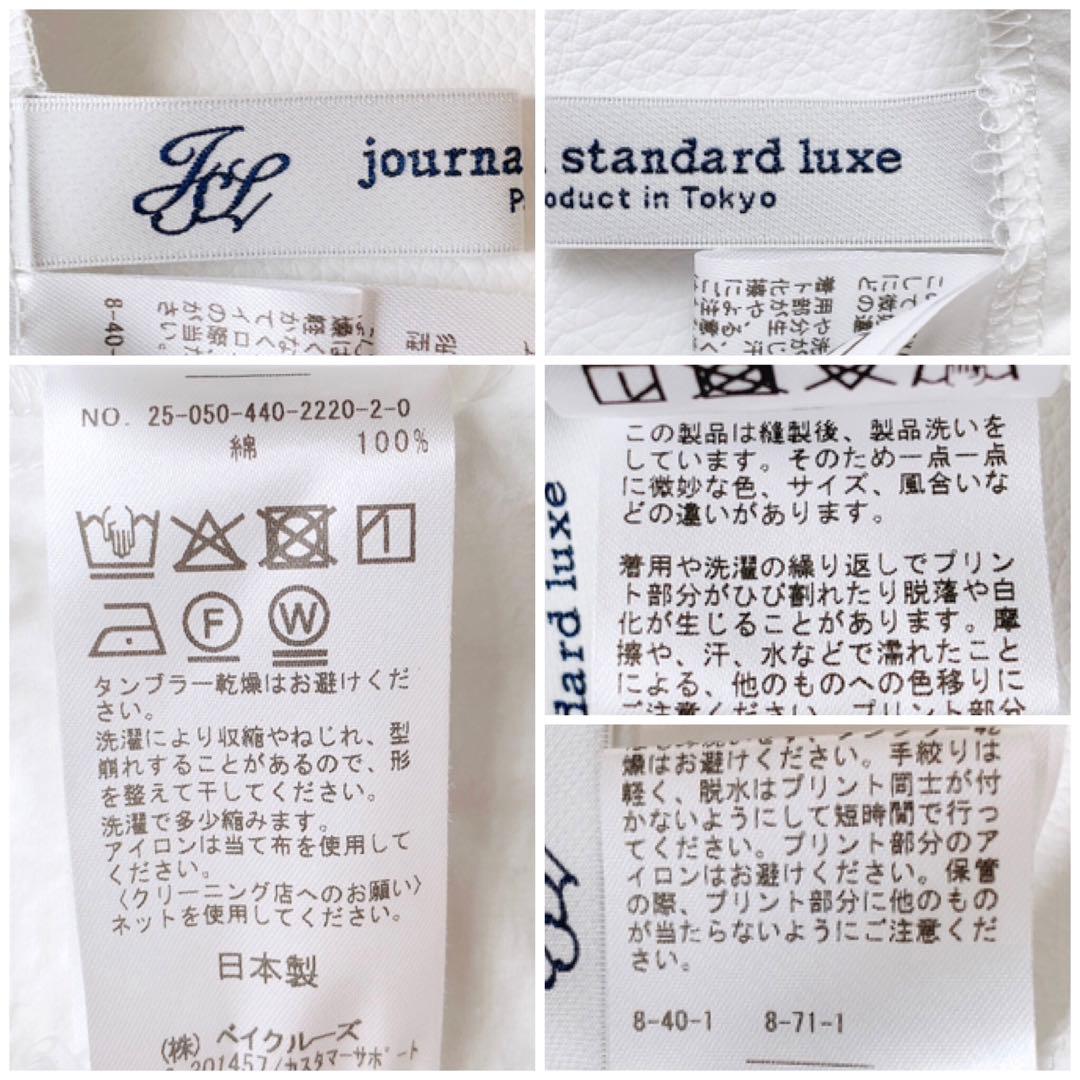 JSL
journal standard luxe
Product in Tokyo
NO. 25-050-440-2220-2-0
綿 100%
F
W
タンブラー乾燥はお避けくだ
さい。
洗濯により収縮やねじれ、型
崩れすることがあるので、形
を整えて干してください。
洗濯で多少縮みます。
アイロンは当て布を使用して
ください。
〈クリーニング店へのお願い〉
ネットを使用してください。
日本製
(株) ベイクルーズ
201457/カスタマーサポート
この製品は縫製後、製品洗いを
しています。そのため一点一点
に微妙な色、サイズ、風合いな
どの違いがあります。
着用や洗濯の繰り返しでプリン
ト部分がひび割れたり脱落や白
化が生じることがあります。摩
擦や、汗、水などで濡れたこと
による、他のものへの色移りに
ご注意ください。プリント部分
dard luxe
燥はお避けください。手絞りは
軽く、脱水はプリント同士が付
かないようにして短時間で行っ
てください。プリント部分のア
イロンはお避けください。保管
の際、プリント部分に他のもの
が当たらないようにご注意くだ
さい。
8-40-1 8-71-1